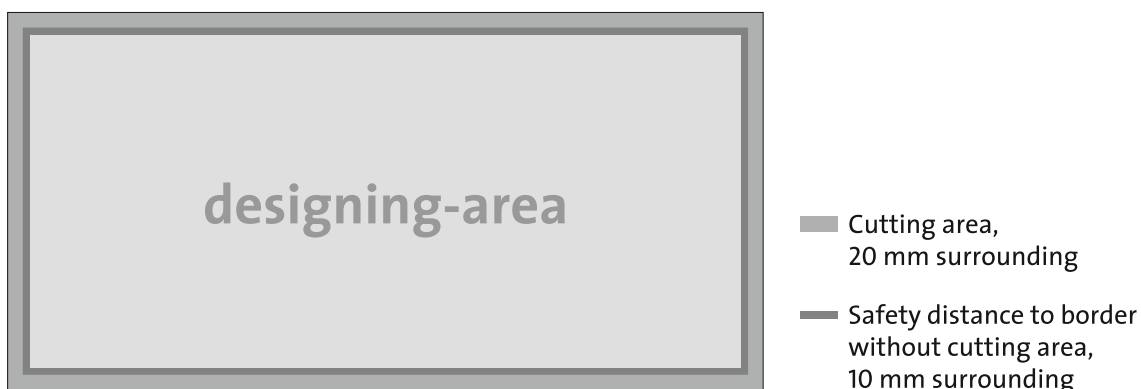 designing-area
Cutting area,
20 mm surrounding
Safety distance to border
without cutting area,
10 mm surrounding